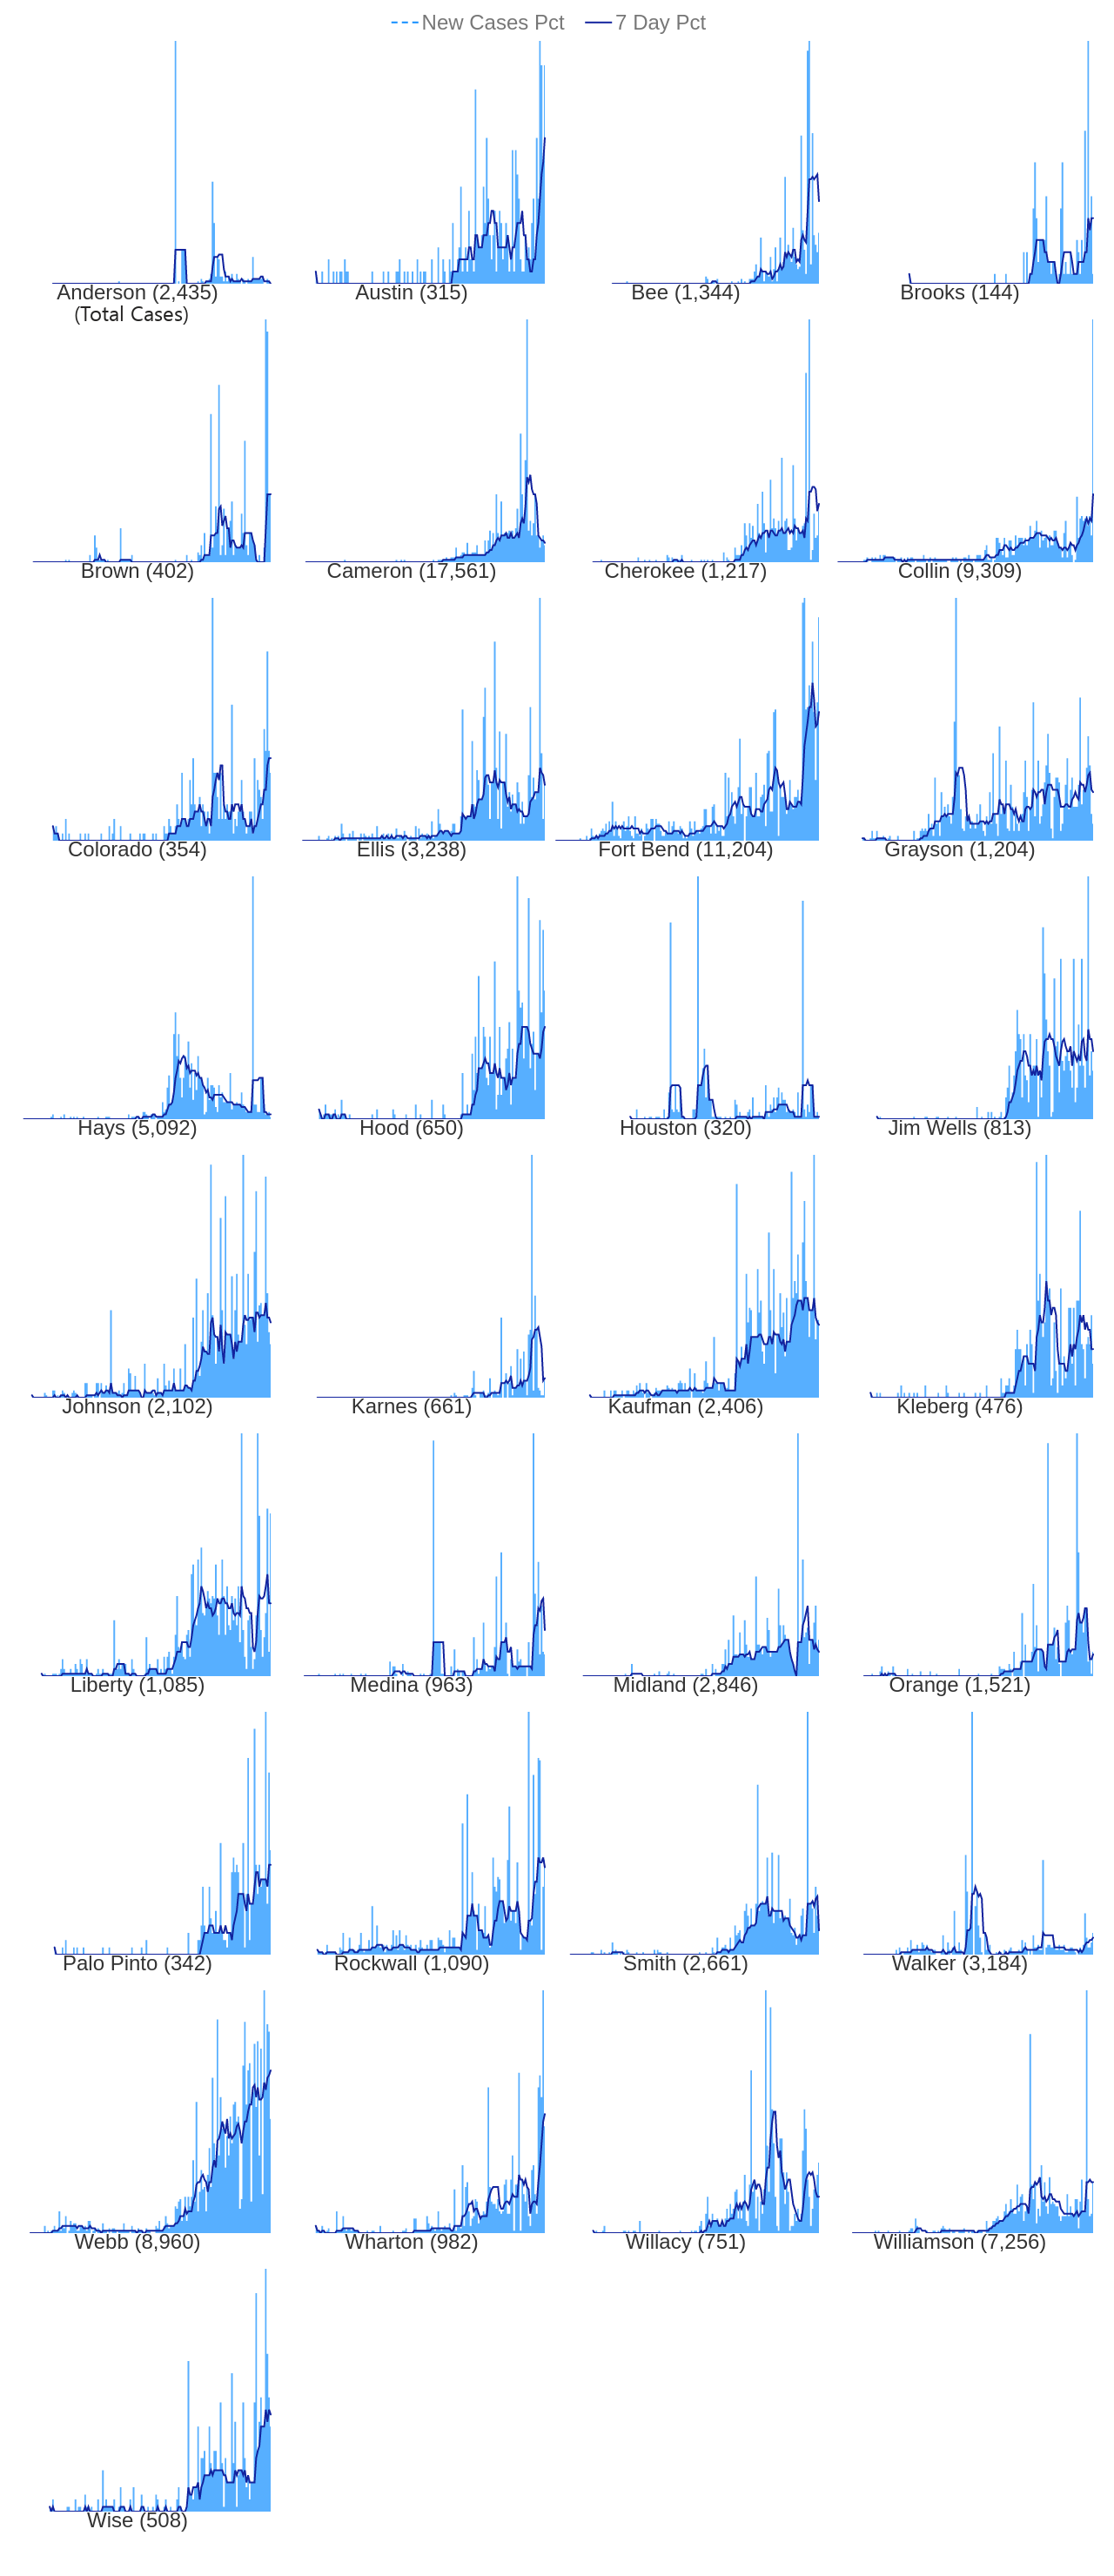 New Cases Pct 7 Day Pct
Anderson (2,435) Austin (315) Bee (1,344) Brooks (144)
(Total Cases)
Brown (402) Cameron (17,561) Cherokee (1,217) Collin (9,309)
Colorado (354) Ellis (3,238) Fort Bend (11,204) Grayson (1,204)
Hays (5,092) Hood (650) Houston (320) Jim Wells (813)
Johnson (2,102) Karnes (661) Kaufman (2,406) Kleberg (476)
Liberty (1,085) Medina (963) Midland (2,846) Orange (1,521)
Palo Pinto (342) Rockwall (1,090) Smith (2,661) Walker (3,184)
Webb (8,960) Wharton (982) Willacy (751) Williamson (7,256)
Wise (508)